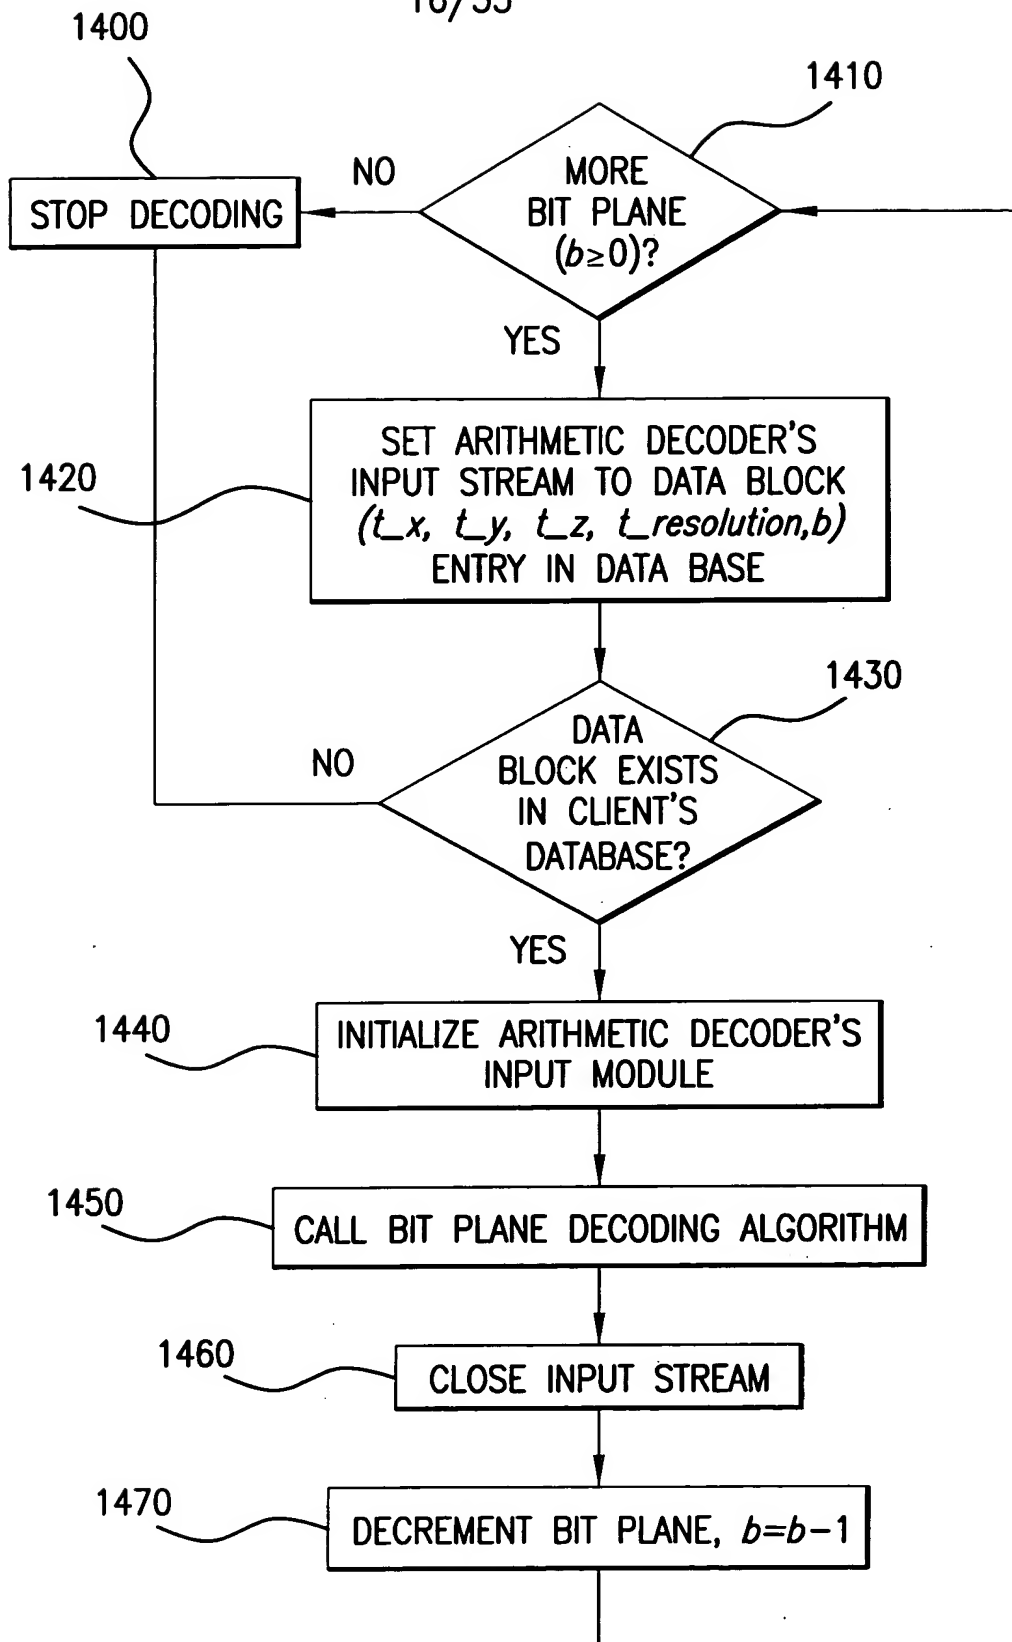 16/55
1400
1410
NO
MORE
BIT PLANE
(b≥0)?
STOP DECODING
YES
SET ARITHMETIC DECODER'S
INPUT STREAM TO DATA BLOCK
(t_x, t_y, t_z, t_resolution,b)
ENTRY IN DATA BASE
1420
1430
DATA
BLOCK EXISTS
IN CLIENT'S
DATABASE?
NO
YES
1440
INITIALIZE ARITHMETIC DECODER'S
INPUT MODULE
1450
CALL BIT PLANE DECODING ALGORITHM
1460
CLOSE INPUT STREAM
1470
DECREMENT BIT PLANE, b=b-1